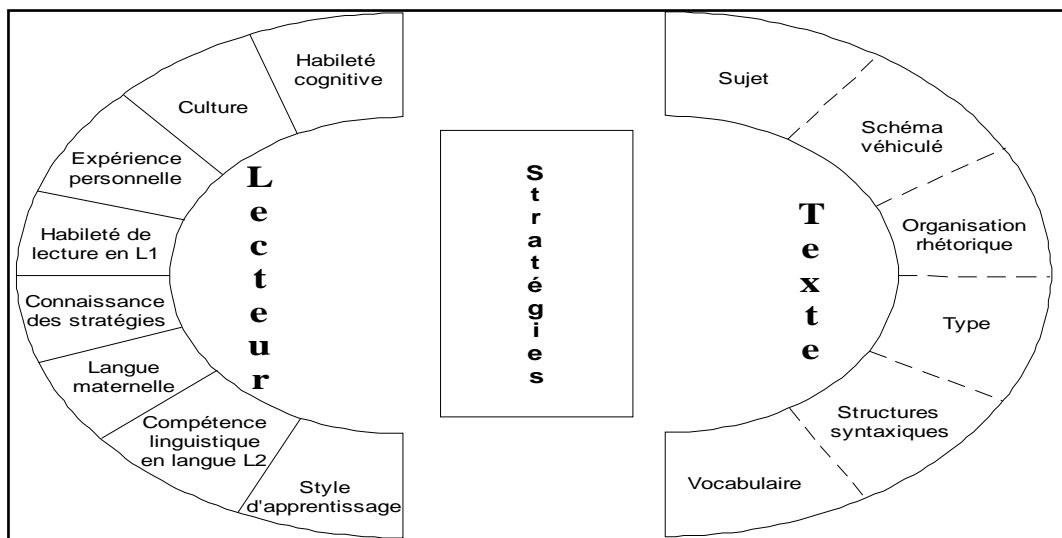 Habileté
cognitive
Culture
Expérience
personnelle
Habileté de
lecture en L1
Connaissance
des stratégies
Langue
maternelle
Compétence
linguistique
en langue L2
Style
d'apprentissage
Lecteur
Stratégies
Texte
Sujet
Schéma
véhiculé
Organisation
rhétorique
Type
Structures
syntaxiques
Vocabulaire